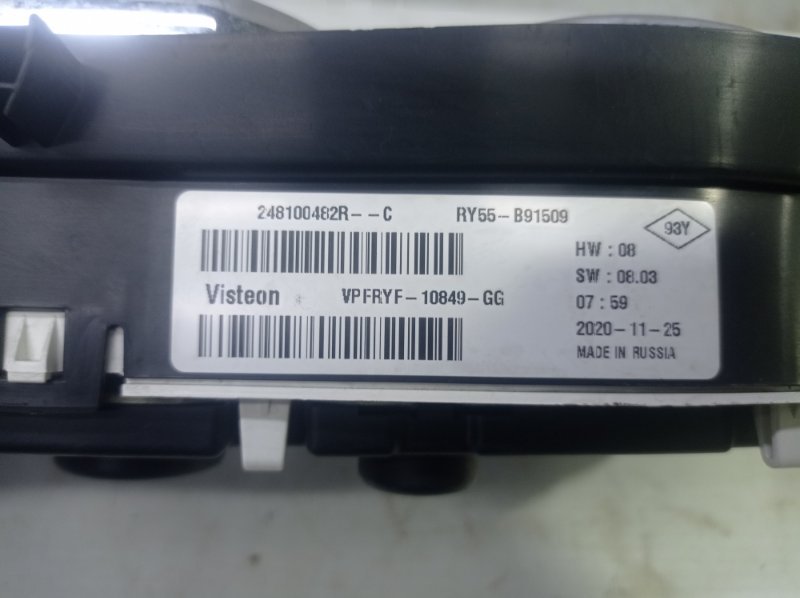 248100482R--C RY55-B91509
93Y
HW : 08
SW : 08.03
Visteon VPFRYF-10849-GG
07 : 59
2020-11-25
MADE IN RUSSIA